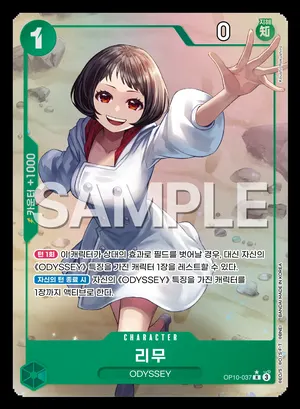 1
0
지혜
知
카운터 +1000
SAMPLE
턴 1회 이 캐릭터가 상대의 효과로 필드를 벗어날 경우, 대신 자신의
《ODYSSEY》 특징을 가진 캐릭터 1장을 레스트할 수 있다.
자신의 턴 종료 시 자신의 《ODYSSEY》 특징을 가진 캐릭터를
1장까지 액티브로 한다.
CHARACTER
리무
ODYSSEY
OP10-037
R
3